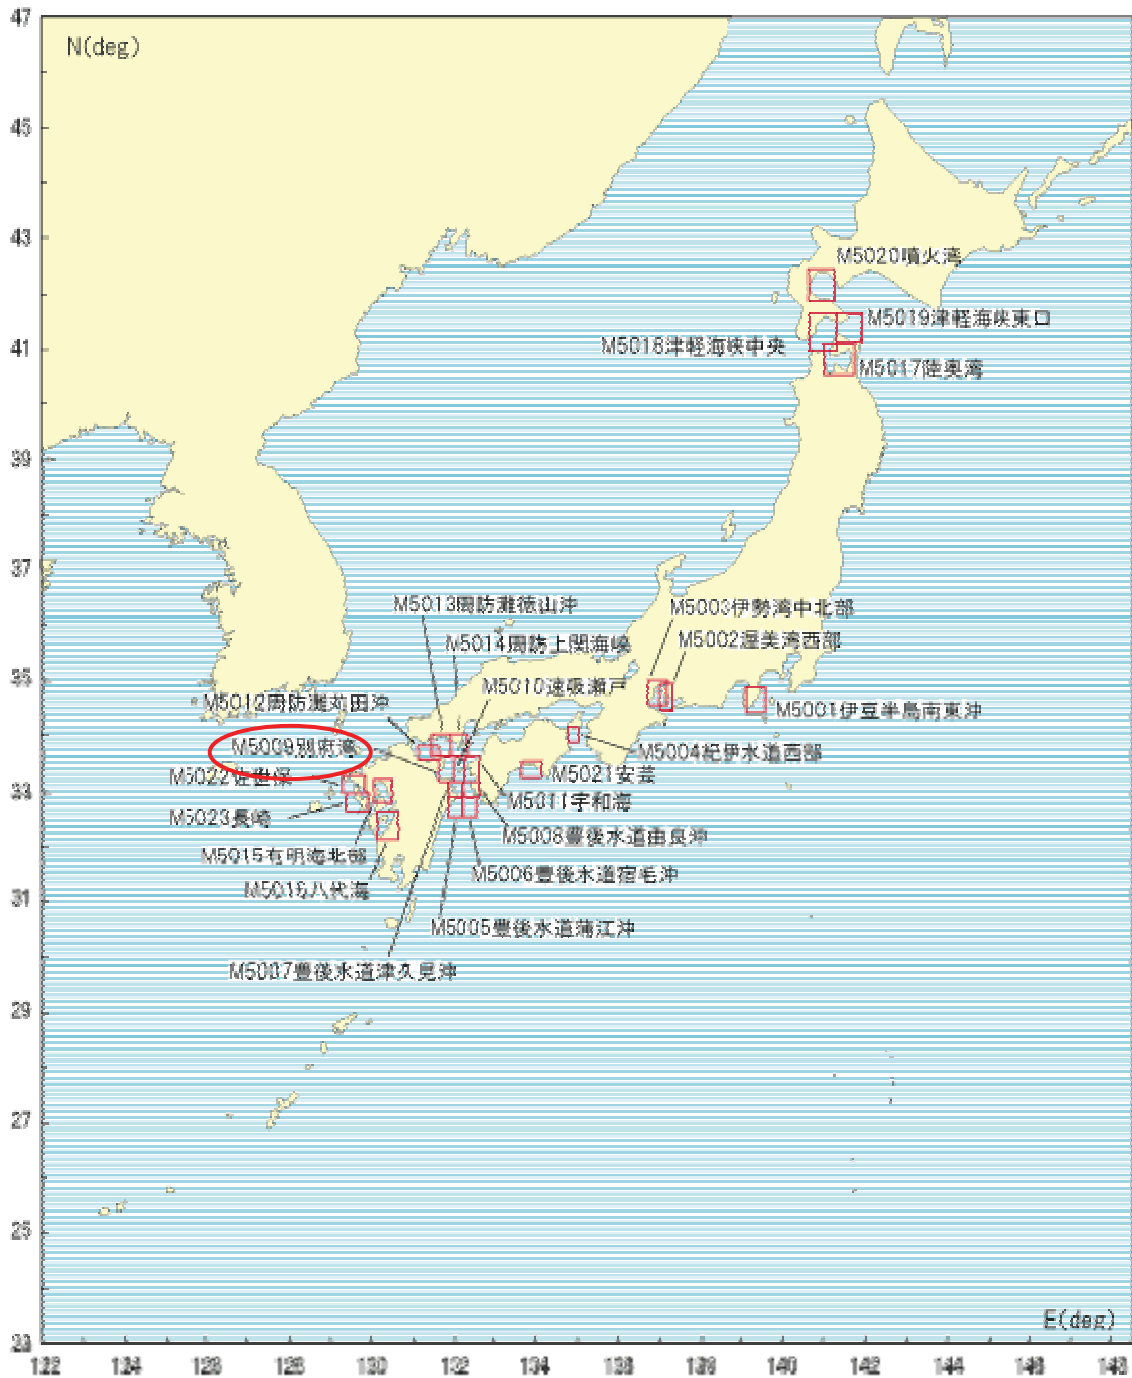 47
N(deg)
45
43
M5020噴火湾
M5019津軽海峡東口
M5018津軽海峡中央
41
M5017陸奥湾
39
37
M5013周防灘徳山沖
M5003伊勢湾中北部
M5014周防上関海峡
M5002渥美湾西部
35
M5010速吸瀬戸
M5012周防灘苅田沖
M5001伊豆半島南東沖
M5009別府湾
M5004紀伊水道西部
M5022佐世保
M5021安芸
33
M5011宇和海
M5023長崎
M5008豊後水道由良沖
M5015有明海北部
M5006豊後水道宿毛沖
M5016八代海
31
M5005豊後水道蒲江沖
M5007豊後水道津久見沖
29
27
25
E(deg)
23
122 124 126 128 130 132 134 136 138 140 142 144 146 148